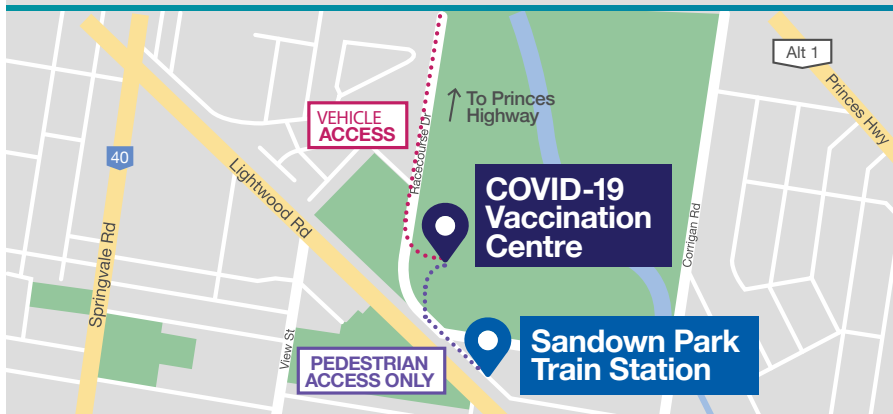 Alt 1
Princes Hwy
To Princes
Highway
VEHICLE
ACCESS
Racecourse Dr
40
Lightwood Rd
COVID-19
Vaccination
Centre
Springvale Rd
Corrigan Rd
View St
Sandown Park
Train Station
PEDESTRIAN
ACCESS ONLY